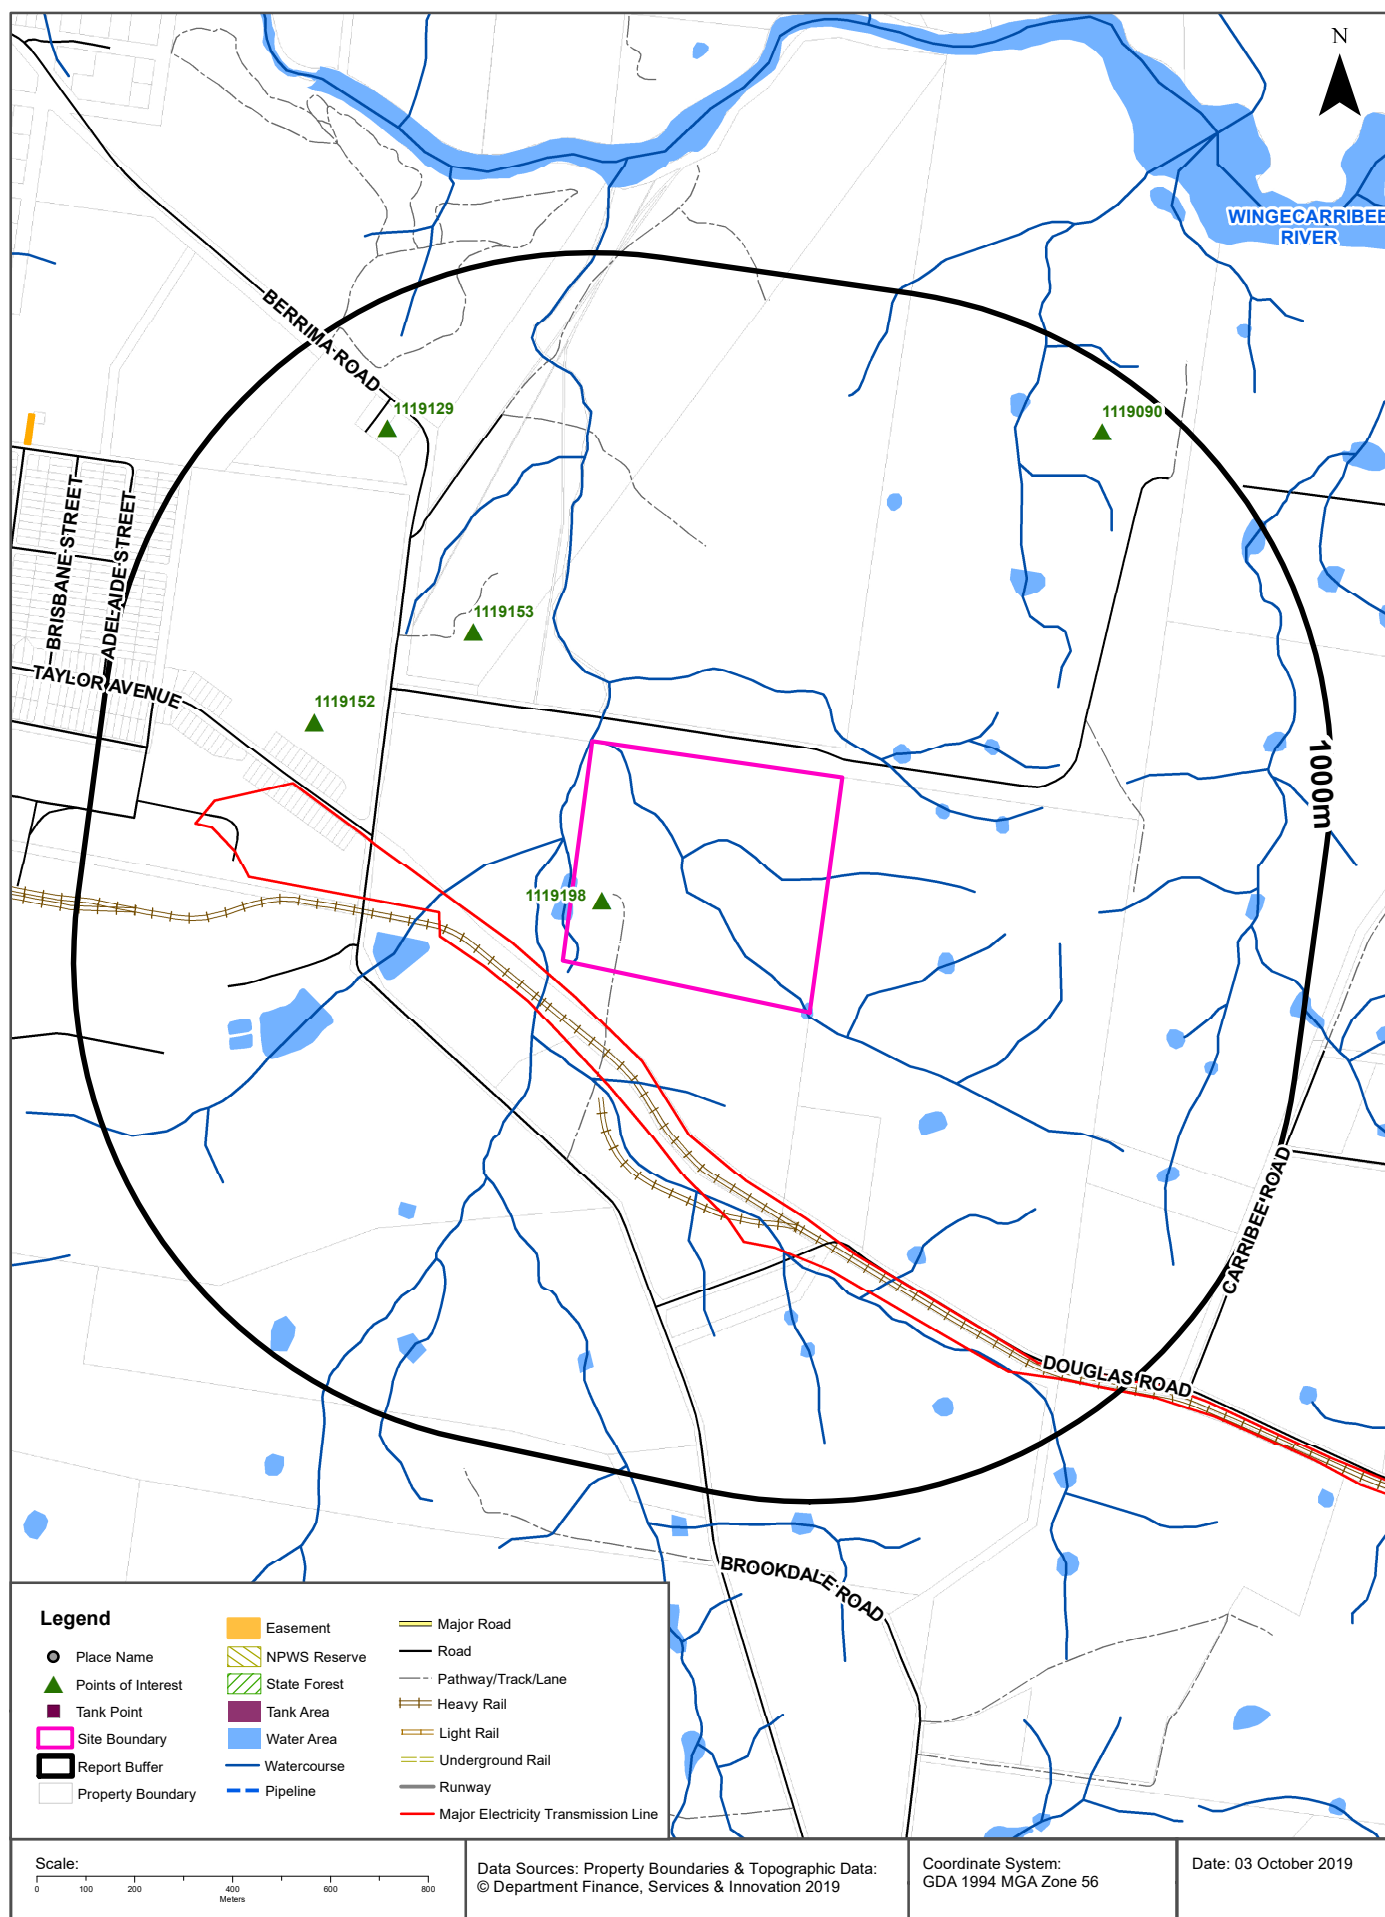 N
WINGECARRIBEE
RIVER
BERRIMA ROAD
1119129
1119090
BRISBANE STREET
ADELAIDE STREET
1119153
TAYLOR AVENUE
1119152
1000m
1119198
CARRIBEE ROAD
DOUGLAS ROAD
BROOKDALE ROAD
Legend
Place Name
Points of Interest
Tank Point
Site Boundary
Report Buffer
Property Boundary
Easement
NPWS Reserve
State Forest
Tank Area
Water Area
Watercourse
Pipeline
Major Road
Road
Pathway/Track/Lane
Heavy Rail
Light Rail
Underground Rail
Runway
Major Electricity Transmission Line
Scale:
0 100 200 400 600 800
Meters
Data Sources: Property Boundaries & Topographic Data:
© Department Finance, Services & Innovation 2019
Coordinate System:
GDA 1994 MGA Zone 56
Date: 03 October 2019